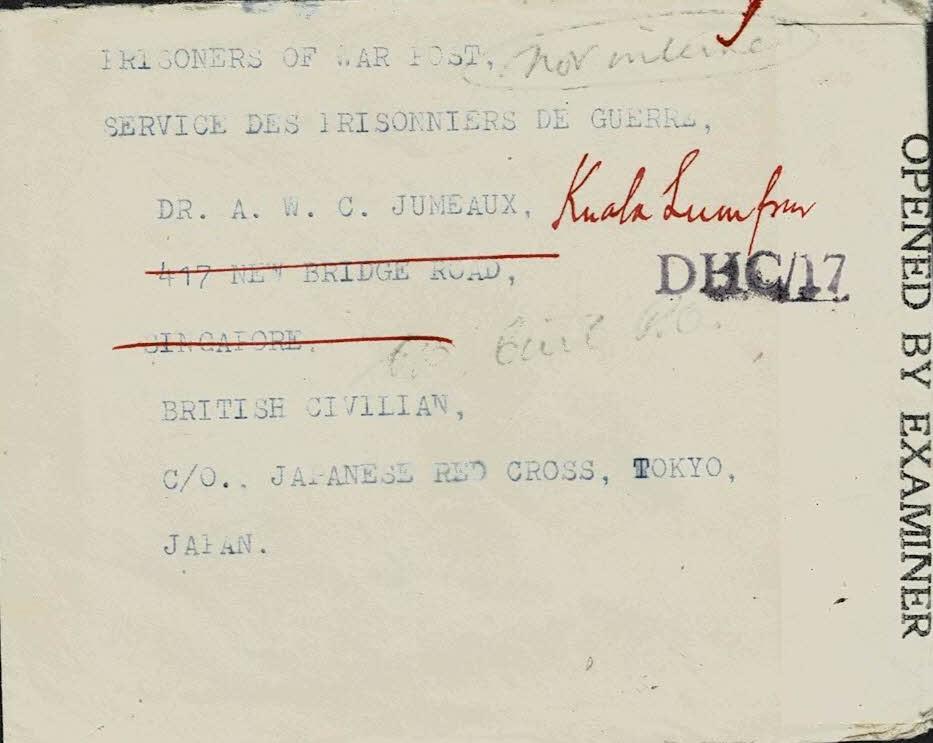 PRISONERS OF WAR POST,
SERVICE DES PRISONNIERS DE GUERRE,
DR. A. W. C. JUMEAUX, Kuala Lumpur
417 NEW BRIDGE ROAD,
DHC/17
SINGAPORE.
BRITISH CIVILIAN,
C/O., JAPANESE RED CROSS, TOKYO,
JAPAN.
OPENED BY EXAMINER